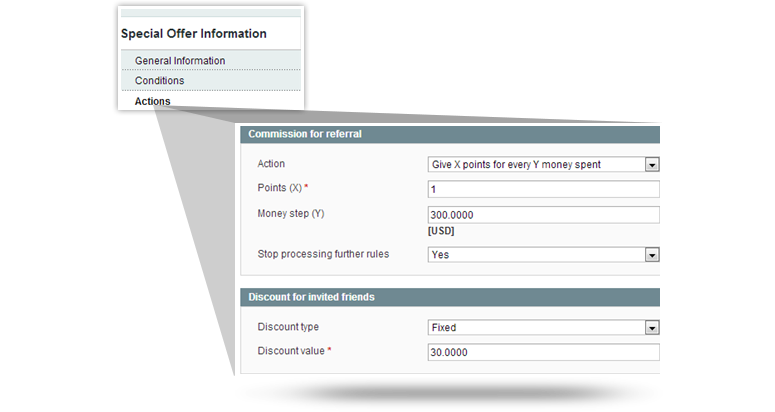 Special Offer Information
General Information
Conditions
Actions
Commission for referral
Action Give X points for every Y money spent
Points (X) * 1
Money step (Y) 300.0000
[USD]
Stop processing further rules Yes
Discount for invited friends
Discount type Fixed
Discount value * 30.0000